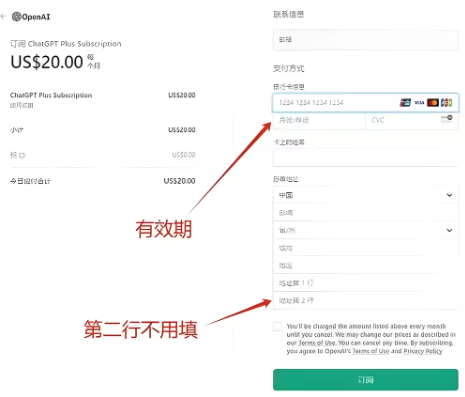 OpenAI
订阅 ChatGPT Plus Subscription
US$20.00 每个月
ChatGPT Plus Subscription US$20.00
按月订阅
小计 US$20.00
税 US$0.00
今日应付合计 US$20.00
有效期
第二行不用填
联系信息
邮箱
支付方式
银行卡信息
1234 1234 1234 1234 VISA
月份/年份 CVC
卡上的姓名
账单地址
中国
邮编
省/州
城市
地区
地址第 1 行
地址第 2 行
You'll be charged the amount listed above every month
until you cancel. We may change our prices as described in
our Terms of Use. You can cancel any time. By subscribing,
you agree to OpenAI's Terms of Use and Privacy Policy
订阅